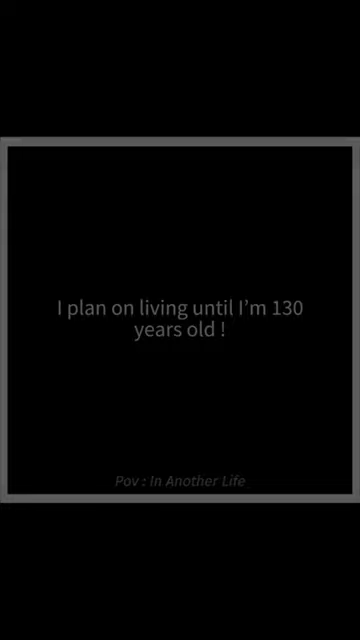 I plan on living until I’m 130
years old !
Pov : In Another Life